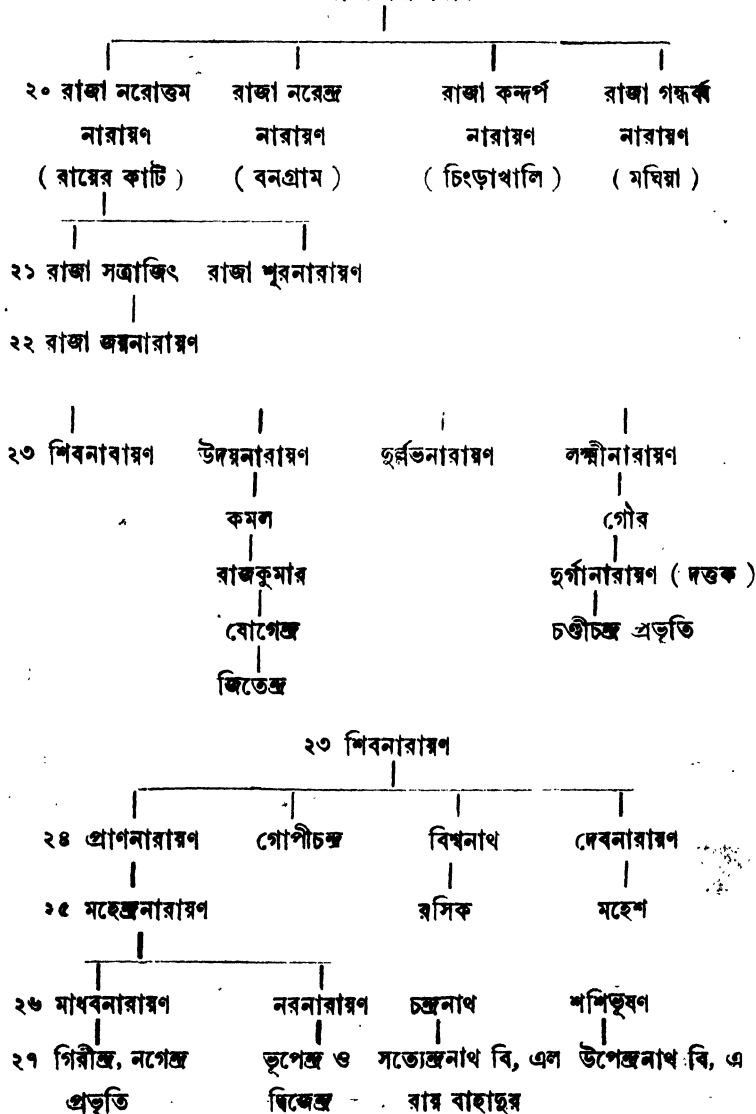 ২০ রাজা নরোত্তম রাজা নরেন্দ্র রাজা কন্দর্প রাজা গন্ধর্ব্ব
নারায়ণ নারায়ণ নারায়ণ নারায়ণ
( রায়ের কাটি ) ( বনগ্রাম ) ( চিংড়াখালি ) ( মঘিয়া )
২১ রাজা সত্রাজিৎ রাজা শূরনারায়ণ
২২ রাজা জয়নারায়ণ
২৩ শিবনারায়ণ উদয়নারায়ণ দুর্ল্লভনারায়ণ লক্ষ্মীনারায়ণ
কমল গৌর
রাজকুমার দুর্গানারায়ণ ( দত্তক )
যোগেন্দ্র চণ্ডীচন্দ্র প্রভৃতি
জিতেন্দ্র
২৩ শিবনারায়ণ
২৪ প্রাণনারায়ণ গোপীচন্দ্র বিশ্বনাথ দেবনারায়ণ
২৫ মহেন্দ্রনারায়ণ রসিক মহেশ
২৬ মাধবনারায়ণ নরনারায়ণ চন্দ্রনাথ শশিভূষণ
২৭ গিরীন্দ্র, নগেন্দ্র ভূপেন্দ্র ও সত্যেন্দ্রনাথ বি, এল উপেন্দ্রনাথ বি, এ
প্রভৃতি দ্বিজেন্দ্র রায় বাহাদুর